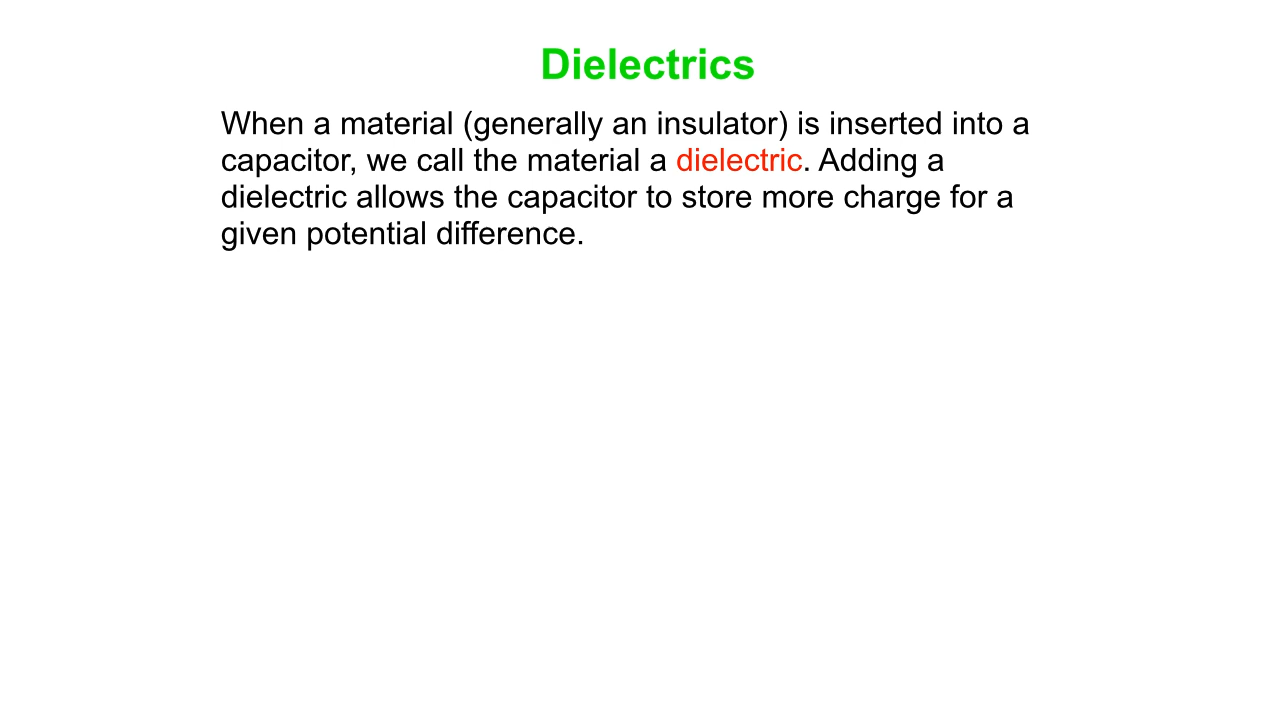 Dielectrics
When a material (generally an insulator) is inserted into a
capacitor, we call the material a dielectric. Adding a
dielectric allows the capacitor to store more charge for a
given potential difference.